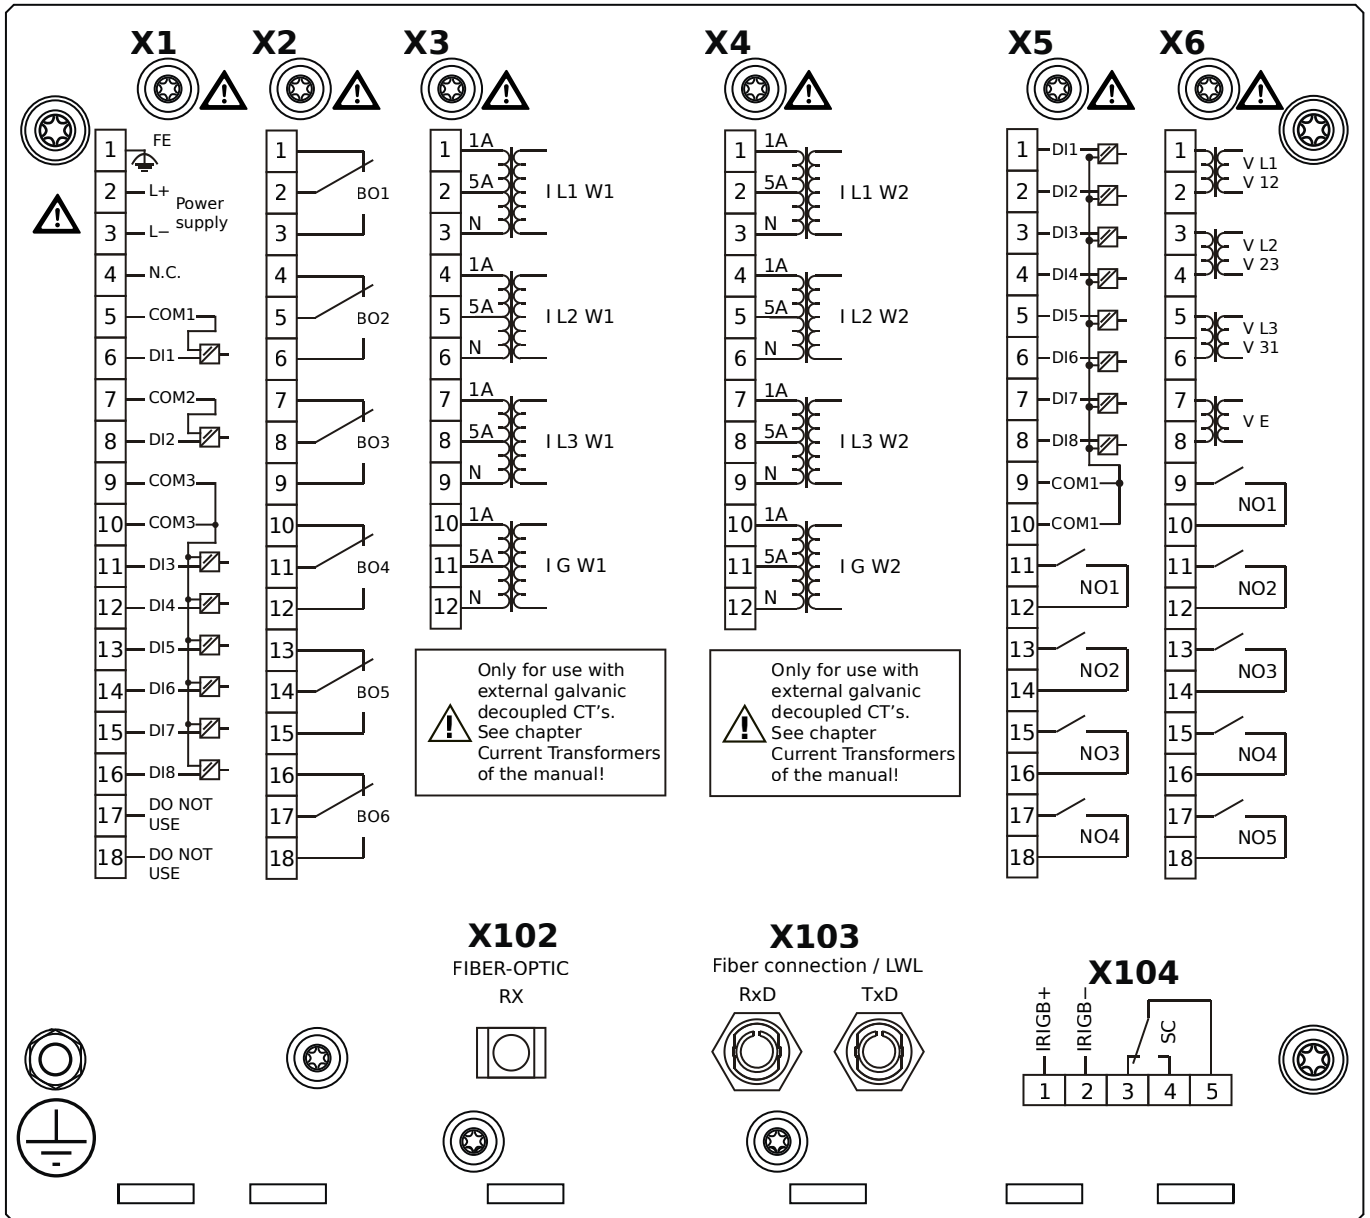 X1 X2 X3 X4 X5 X6
1 FE
2 L+
Power
supply
3 L−
4 N.C.
5 COM1
6 DI1
7 COM2
8 DI2
9 COM3
10 COM3
11 DI3
12 DI4
13 DI5
14 DI6
15 DI7
16 DI8
17 DO NOT
USE
18 DO NOT
USE
1
2 BO1
3
4
5 BO2
6
7
8 BO3
9
10
11 BO4
12
13
14 BO5
15
16
17 BO6
18
1 1A
2 5A I L1 W1
3 N
4 1A
5 5A I L2 W1
6 N
7 1A
8 5A I L3 W1
9 N
10 1A
11 5A I G W1
12 N
Only for use with
external galvanic
decoupled CT's.
See chapter
Current Transformers
of the manual!
1 1A
2 5A I L1 W2
3 N
4 1A
5 5A I L2 W2
6 N
7 1A
8 5A I L3 W2
9 N
10 1A
11 5A I G W2
12 N
Only for use with
external galvanic
decoupled CT's.
See chapter
Current Transformers
of the manual!
1 DI1
2 DI2
3 DI3
4 DI4
5 DI5
6 DI6
7 DI7
8 DI8
9 COM1
10 COM1
11
NO1
12
13
NO2
14
15
NO3
16
17
NO4
18
1
V L1
V 12
2
3
V L2
V 23
4
5
V L3
V 31
6
7
V E
8
9
NO1
10
11
NO2
12
13
NO3
14
15
NO4
16
17
NO5
18
X102
FIBER-OPTIC
RX
X103
Fiber connection / LWL
RxD TxD
X104
IRIGB+
IRIGB−
SC
1 2 3 4 5